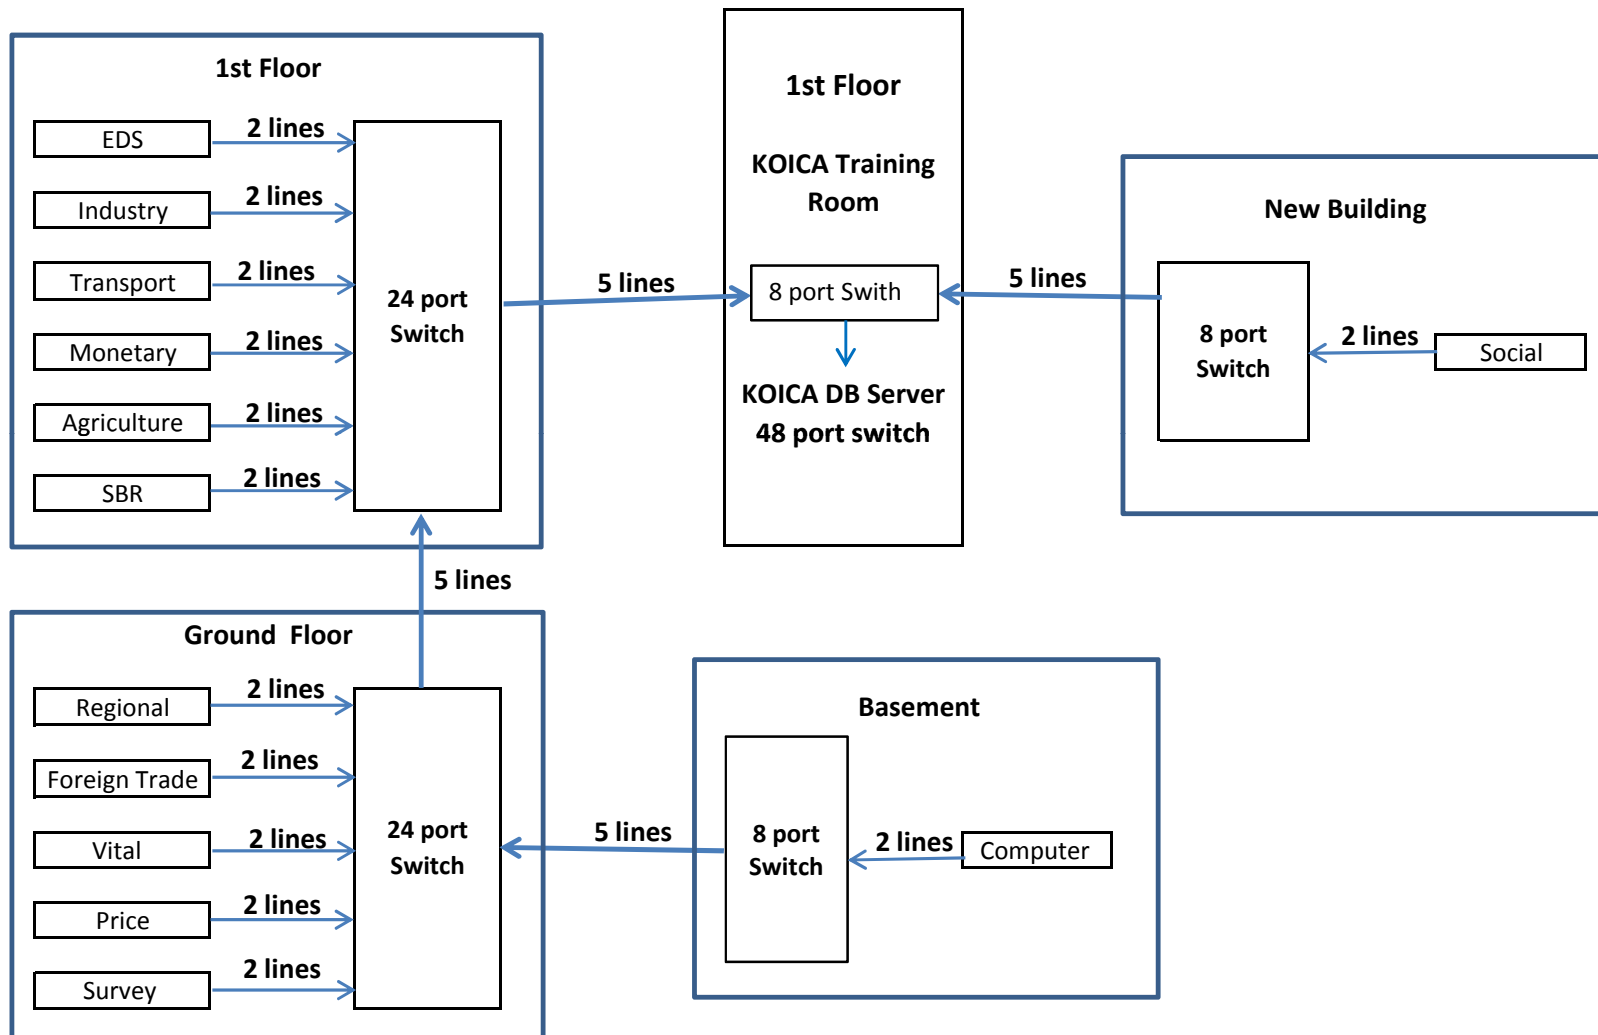 1st Floor
EDS
2 lines
Industry
2 lines
Transport
2 lines
Monetary
2 lines
Agriculture
2 lines
SBR
2 lines
24 port
Switch
5 lines
1st Floor
KOICA Training
Room
8 port Swith
KOICA DB Server
48 port switch
5 lines
New Building
8 port
Switch
2 lines
Social
5 lines
Ground Floor
Regional
2 lines
Foreign Trade
2 lines
Vital
2 lines
Price
2 lines
Survey
2 lines
24 port
Switch
5 lines
Basement
8 port
Switch
2 lines
Computer